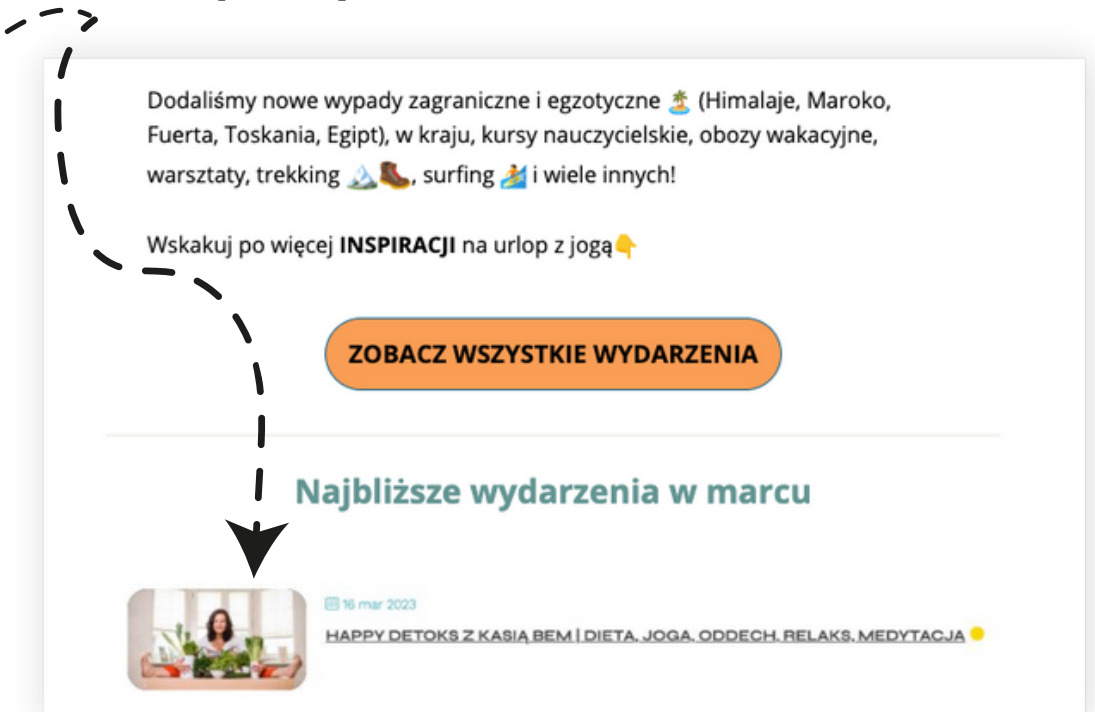 Dodaliśmy nowe wypady zagraniczne i egzotyczne 🏝️ (Himalaje, Maroko,
Fuerta, Toskania, Egipt), w kraju, kursy nauczycielskie, obozy wakacyjne,
warsztaty, trekking 🏔️🥾, surfing 🏄 i wiele innych!
Wskakuj po więcej INSPIRACJI na urlop z jogą👇
ZOBACZ WSZYSTKIE WYDARZENIA
Najbliższe wydarzenia w marcu
16 mar 2023
HAPPY DETOKS Z KASIĄ BEM | DIETA, JOGA, ODDECH, RELAKS, MEDYTACJA